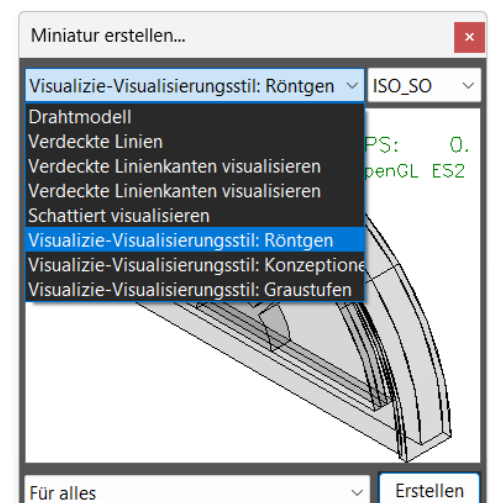 Miniatur erstellen...
Visualizie-Visualisierungsstil: Röntgen ISO_SO
Drahtmodell
Verdeckte Linien
Verdeckte Linienkanten visualisieren
Verdeckte Linienkanten visualisieren
Schattiert visualisieren
Visualizie-Visualisierungsstil: Röntgen
Visualizie-Visualisierungsstil: Konzeptione
Visualizie-Visualisierungsstil: Graustufen
PS: 0.
penGL ES2
Für alles Erstellen